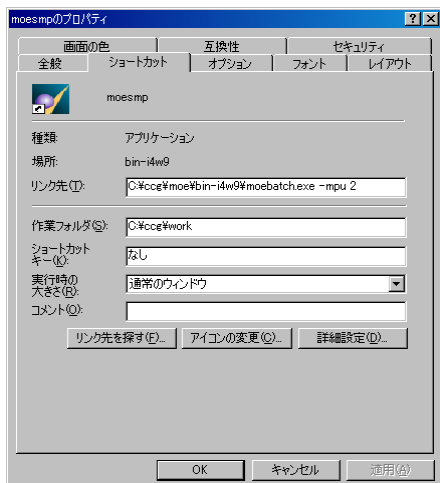 moesmpのプロパティ
画面の色 互換性 セキュリティ
全般 ショートカット オプション フォント レイアウト
moesmp
種類: アプリケーション
場所: bin-i4w9
リンク先(T): C:¥ccg¥moe¥bin-i4w9¥moebatch.exe -mpu 2
作業フォルダ(S): C:¥ccg¥work
ショートカット
キー(K): なし
実行時の
大きさ(R): 通常のウィンドウ
コメント(O):
リンク先を探す(F)... アイコンの変更(C)... 詳細設定(D)...
OK キャンセル 適用(A)